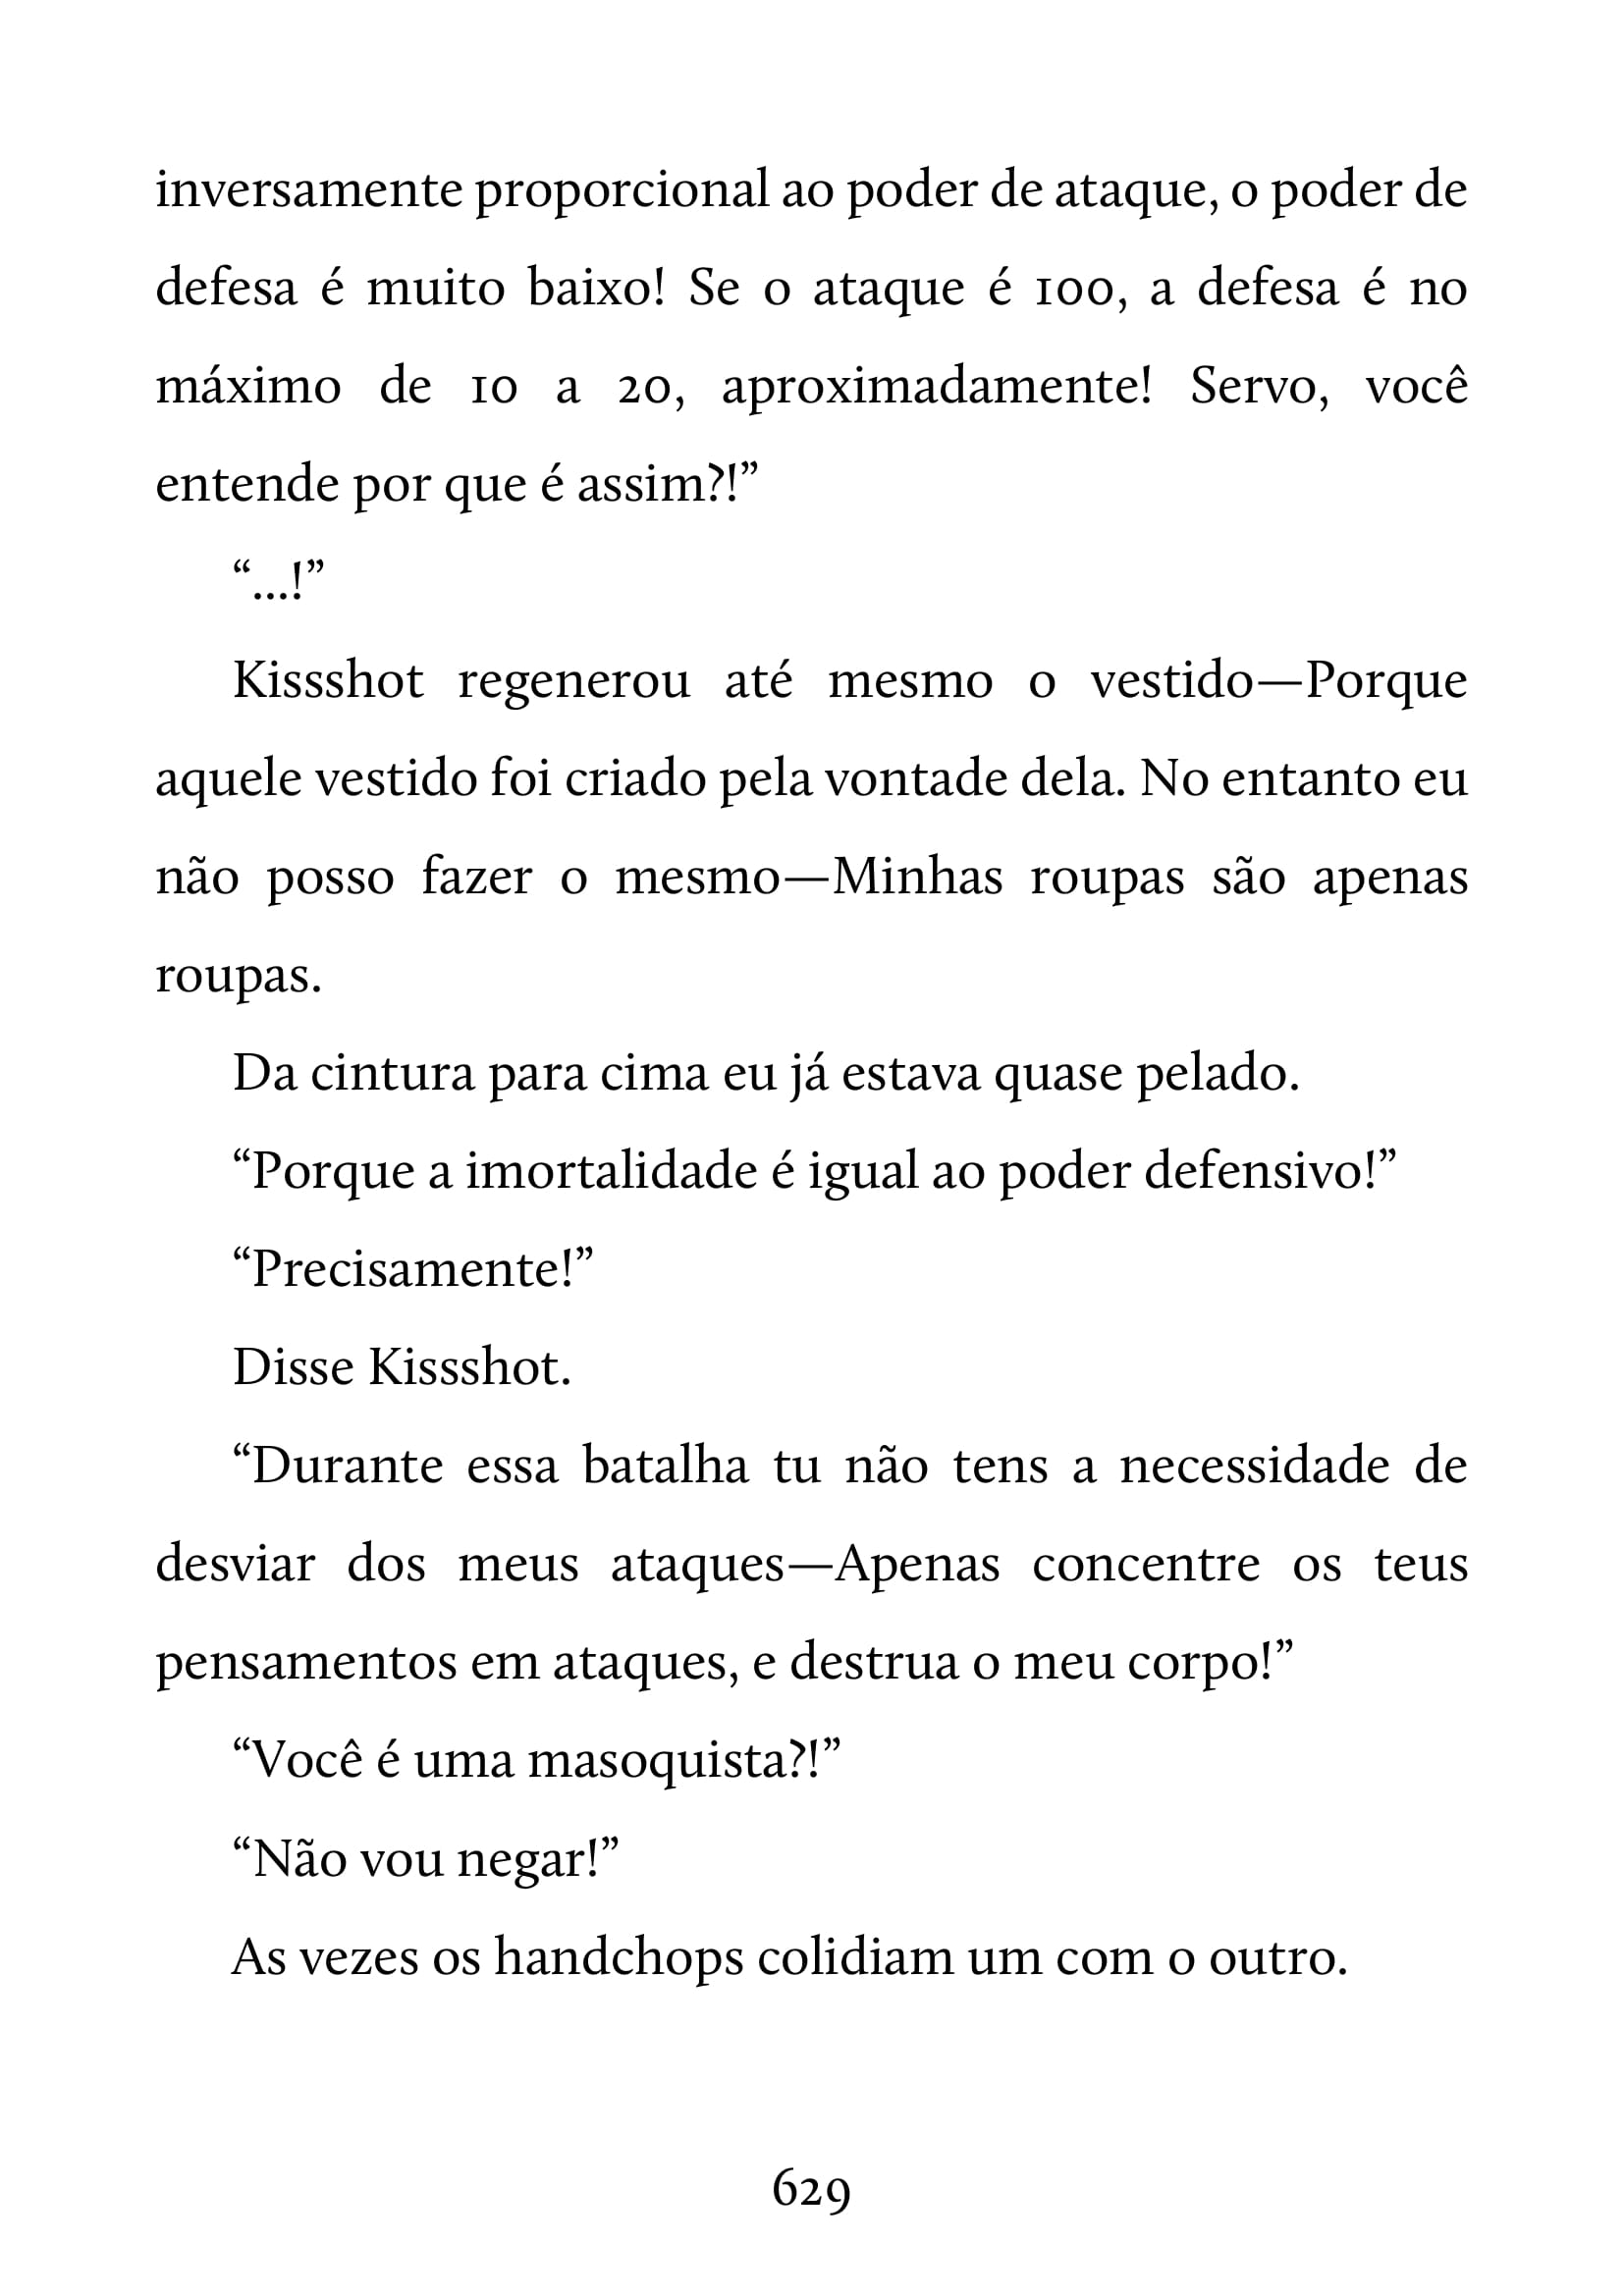 inversamente proporcional ao poder de ataque, o poder de
defesa é muito baixo! Se o ataque é 100, a defesa é no
máximo de 10 a 20, aproximadamente! Servo, você
entende por que é assim?!”
“...!”
Kissshot regenerou até mesmo o vestido—Porque
aquele vestido foi criado pela vontade dela. No entanto eu
não posso fazer o mesmo—Minhas roupas são apenas
roupas.
Da cintura para cima eu já estava quase pelado.
“Porque a imortalidade é igual ao poder defensivo!”
“Precisamente!”
Disse Kissshot.
“Durante essa batalha tu não tens a necessidade de
desviar dos meus ataques—Apenas concentre os teus
pensamentos em ataques, e destrua o meu corpo!”
“Você é uma masoquista?!”
“Não vou negar!”
As vezes os handchops colidiam um com o outro.
629